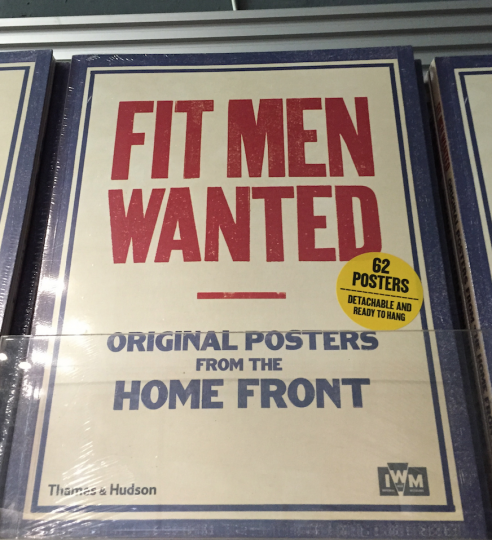 FIT MEN
WANTED
62
POSTERS
DETACHABLE AND
READY TO HANG
ORIGINAL POSTERS
FROM THE
HOME FRONT
Thames & Hudson
IWM